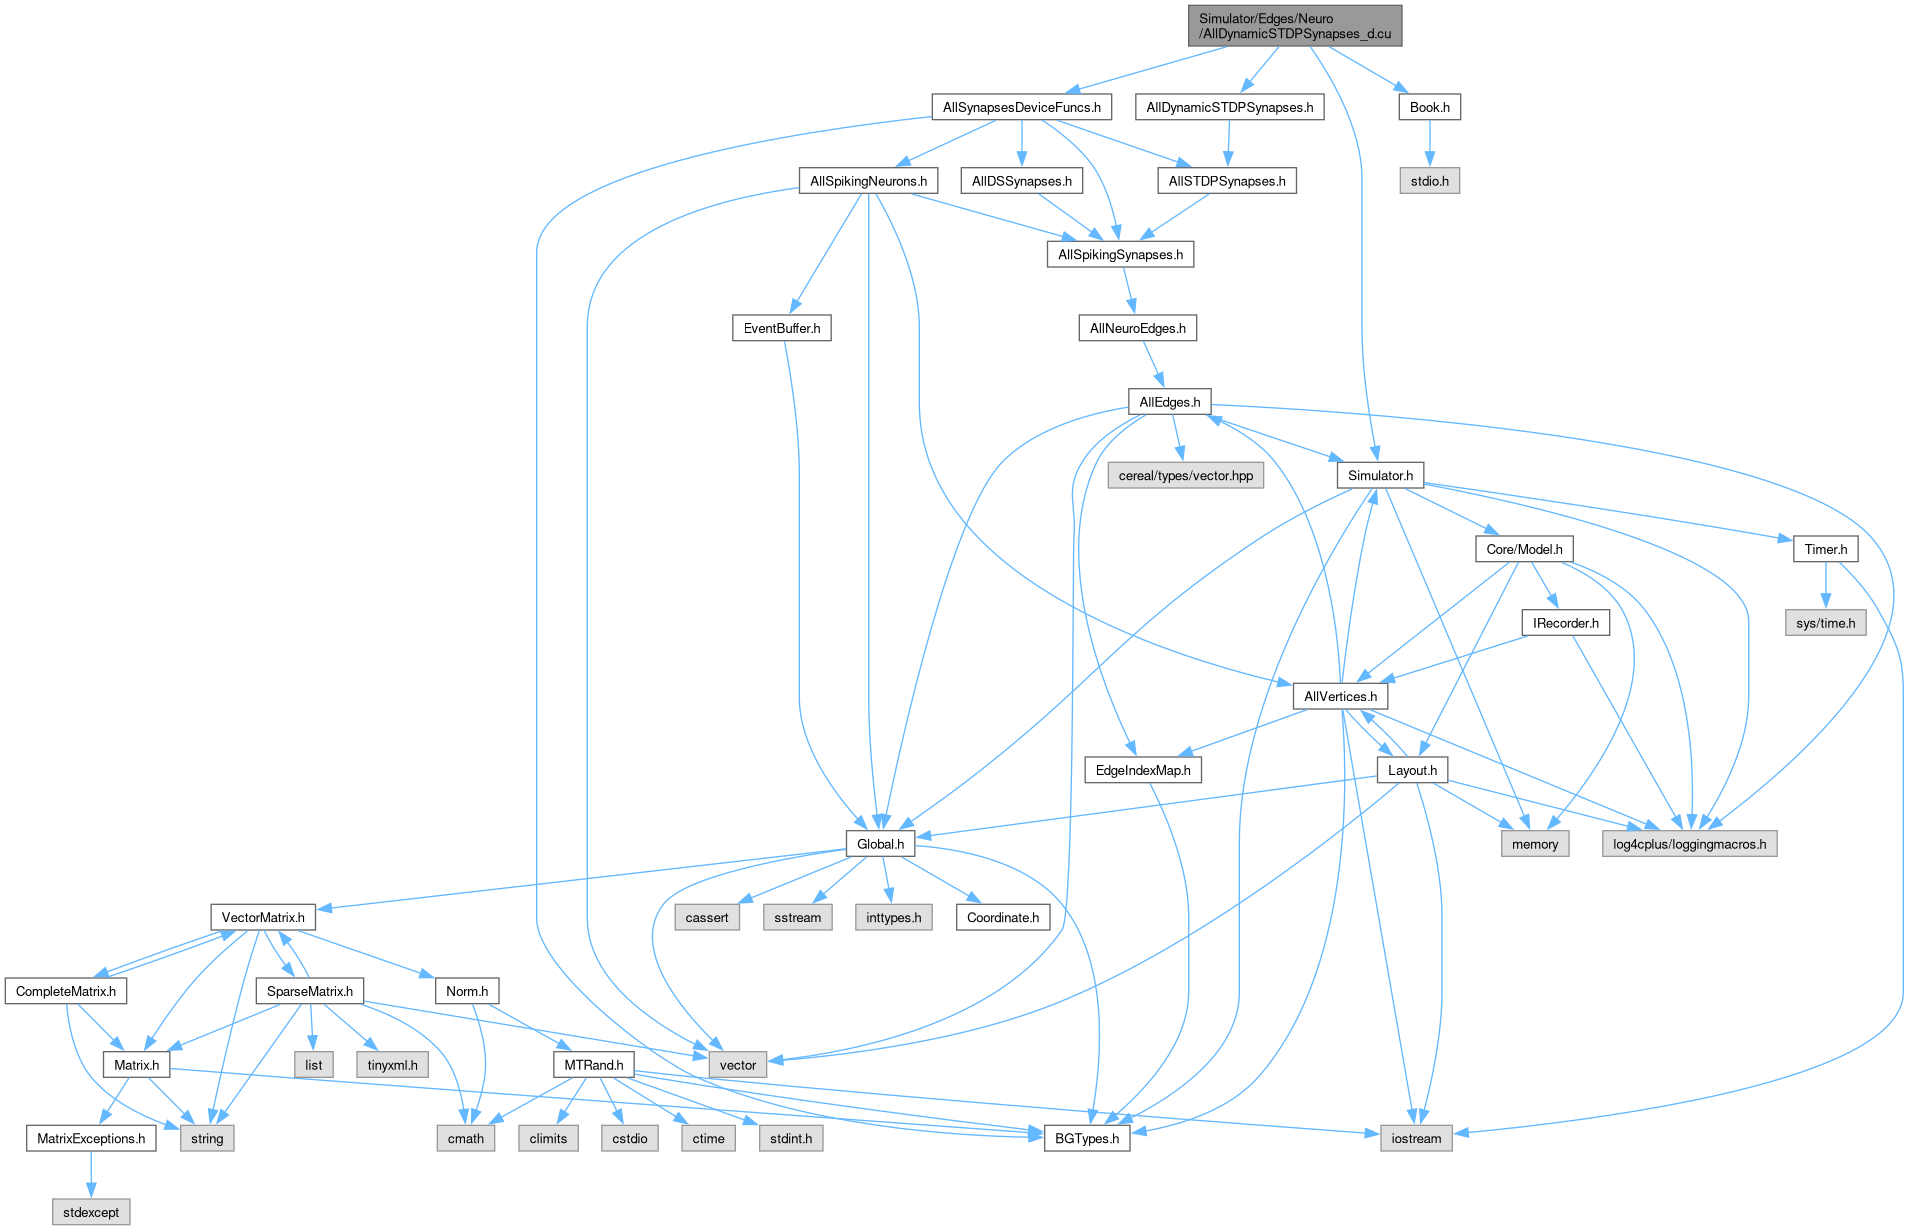 Simulator/Edges/Neuro
/AllDynamicSTDPSynapses_d.cu
AllSynapsesDeviceFuncs.h
AllDynamicSTDPSynapses.h
Book.h
AllSpikingNeurons.h
AllDSSynapses.h
AllSTDPSynapses.h
stdio.h
AllSpikingSynapses.h
EventBuffer.h
AllNeuroEdges.h
AllEdges.h
cereal/types/vector.hpp
Simulator.h
Core/Model.h
Timer.h
IRecorder.h
sys/time.h
AllVertices.h
EdgeIndexMap.h
Layout.h
Global.h
memory
log4cplus/loggingmacros.h
VectorMatrix.h
cassert
sstream
inttypes.h
Coordinate.h
CompleteMatrix.h
SparseMatrix.h
Norm.h
Matrix.h
list
tinyxml.h
MTRand.h
vector
MatrixExceptions.h
string
cmath
climits
cstdio
ctime
stdint.h
BGTypes.h
iostream
stdexcept